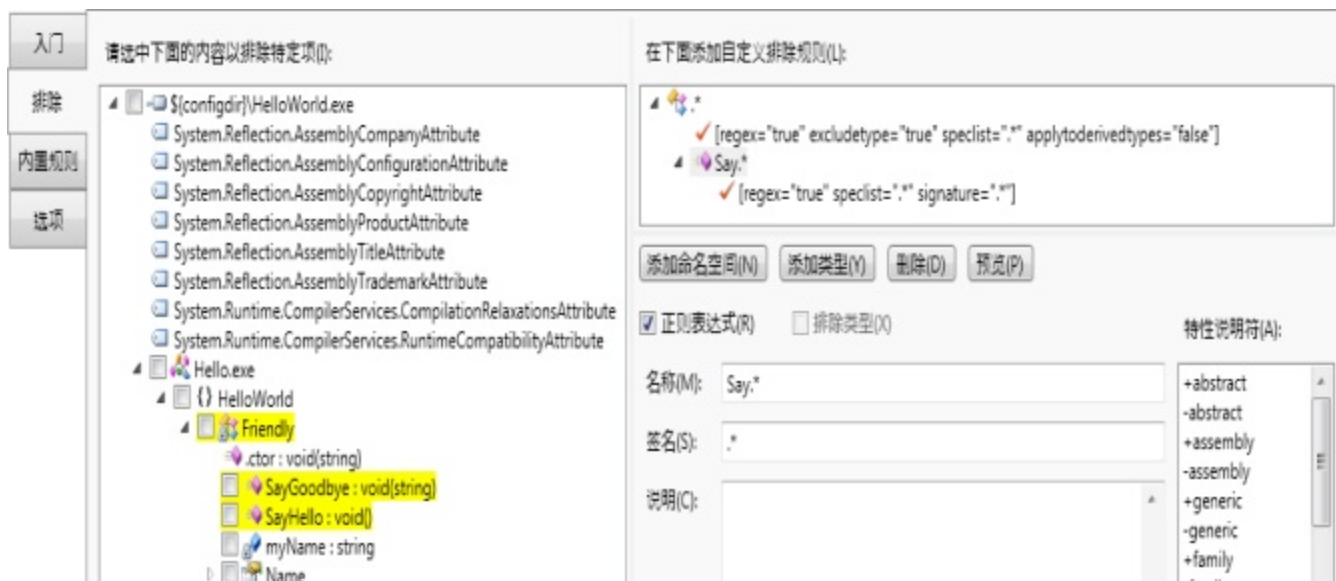 入门
排除
内置规则
选项
请选中下面的内容以排除特定项(I):
${configdir}\HelloWorld.exe
System.Reflection.AssemblyCompanyAttribute
System.Reflection.AssemblyConfigurationAttribute
System.Reflection.AssemblyCopyrightAttribute
System.Reflection.AssemblyProductAttribute
System.Reflection.AssemblyTitleAttribute
System.Reflection.AssemblyTrademarkAttribute
System.Runtime.CompilerServices.CompilationRelaxationsAttribute
System.Runtime.CompilerServices.RuntimeCompatibilityAttribute
Hello.exe
{} HelloWorld
Friendly
.ctor : void(string)
SayGoodbye : void(string)
SayHello : void()
myName : string
Name
在下面添加自定义排除规则(L):
.*
[regex="true" excludetype="true" speclist=".*" applytoderivedtypes="false"]
Say.*
[regex="true" speclist=".*" signature=".*"]
添加命名空间(N) 添加类型(Y) 删除(D) 预览(P)
正则表达式(R) 排除类型(X)
名称(M): Say.*
签名(S): .*
说明(C):
特性说明符(A):
+abstract
-abstract
+assembly
-assembly
+generic
-generic
+family